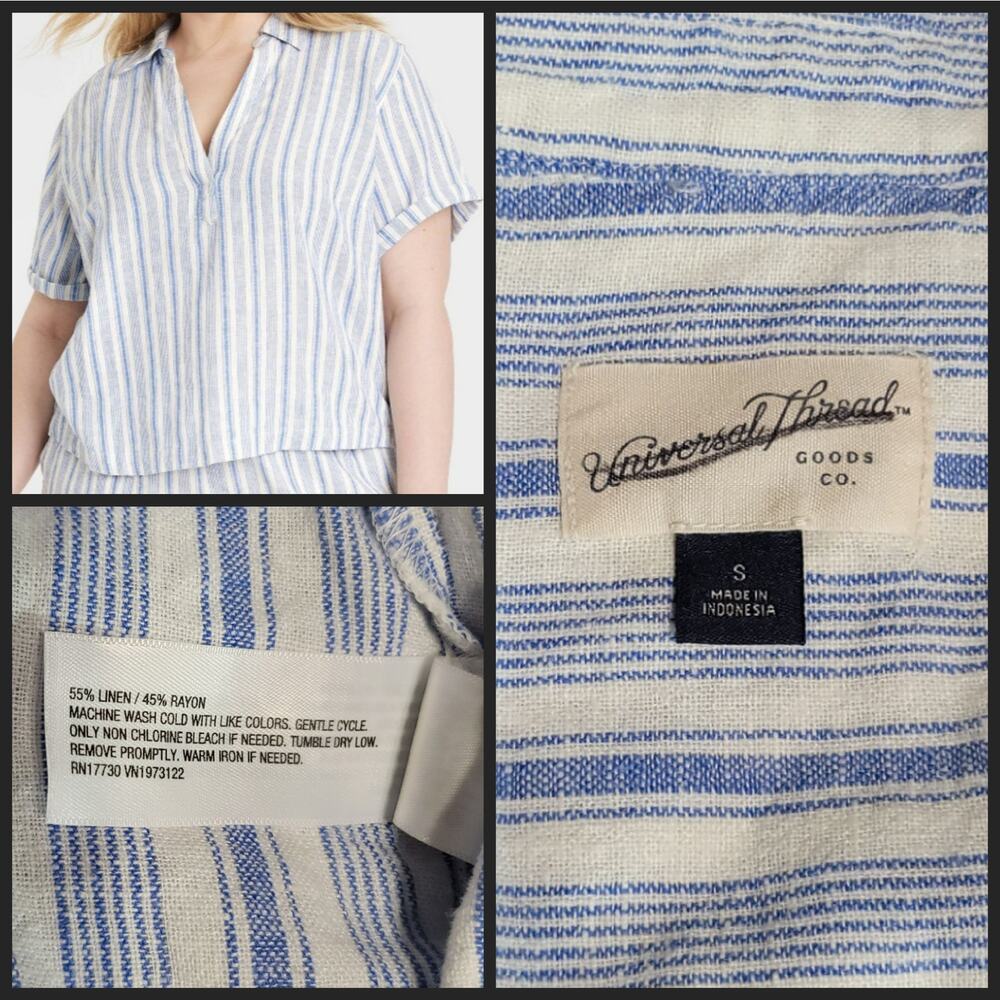 Universal Thread™
GOODS
CO.
S
MADE IN
INDONESIA
55% LINEN / 45% RAYON
MACHINE WASH COLD WITH LIKE COLORS. GENTLE CYCLE.
ONLY NON CHLORINE BLEACH IF NEEDED. TUMBLE DRY LOW.
REMOVE PROMPTLY. WARM IRON IF NEEDED.
RN17730 VN1973122